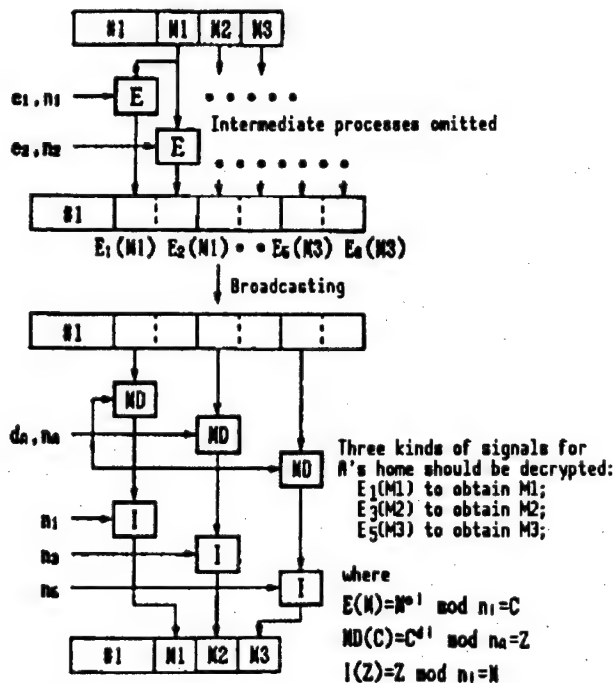 #1 M1 M2 M3
e1,n1 E
Intermediate processes omitted
e2,n2 E
#1
E1(M1) E2(M1) • • E5(M3) E6(M3)
Broadcasting
#1
MD
dA,nA MD
MD
Three kinds of signals for
A's home should be decrypted:
E1(M1) to obtain M1;
E3(M2) to obtain M2;
E5(M3) to obtain M3;
n1 I
n3 I
n5 I
where
E(M)=M^ei mod ni=C
MD(C)=C^di mod nA=Z
I(Z)=Z mod ni=M
#1 M1 M2 M3